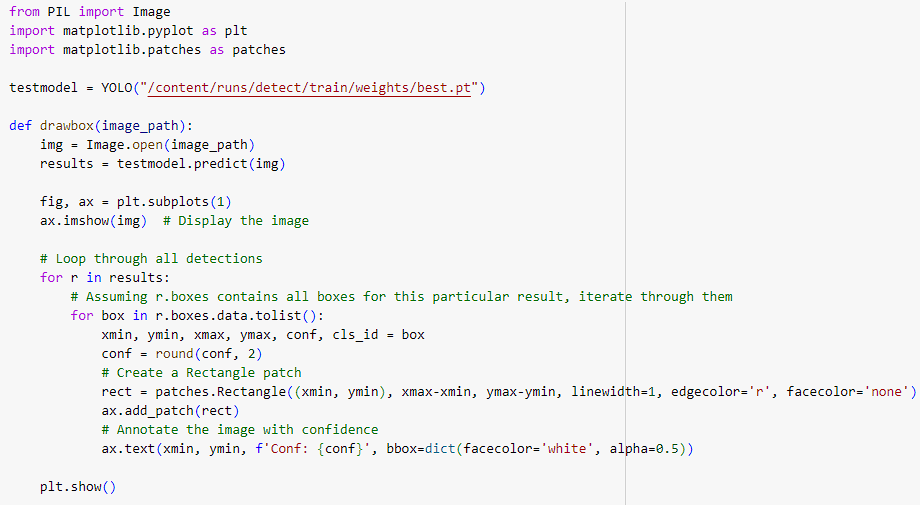 from PIL import Image
import matplotlib.pyplot as plt
import matplotlib.patches as patches
testmodel = YOLO("/content/runs/detect/train/weights/best.pt")
def drawbox(image_path):
    img = Image.open(image_path)
    results = testmodel.predict(img)
    fig, ax = plt.subplots(1)
    ax.imshow(img)  # Display the image
    # Loop through all detections
    for r in results:
        # Assuming r.boxes contains all boxes for this particular result, iterate through them
        for box in r.boxes.data.tolist():
            xmin, ymin, xmax, ymax, conf, cls_id = box
            conf = round(conf, 2)
            # Create a Rectangle patch
            rect = patches.Rectangle((xmin, ymin), xmax-xmin, ymax-ymin, linewidth=1, edgecolor='r', facecolor='none')
            ax.add_patch(rect)
            # Annotate the image with confidence
            ax.text(xmin, ymin, f'Conf: {conf}', bbox=dict(facecolor='white', alpha=0.5))
    plt.show()